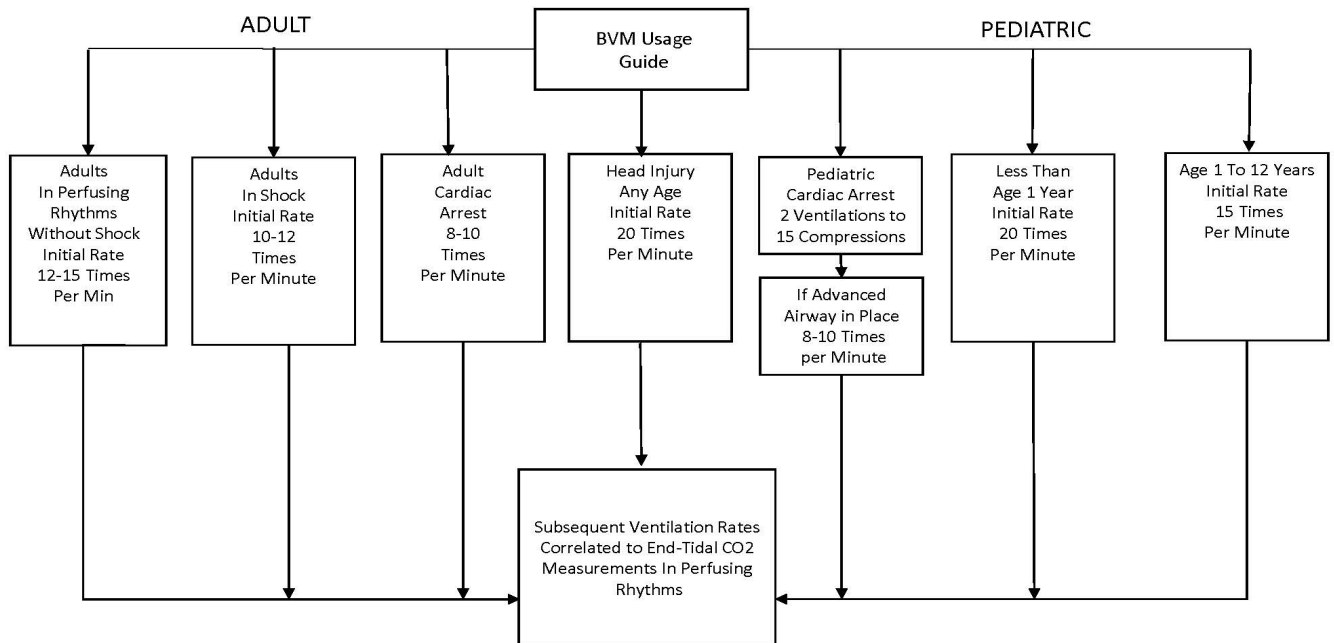 ADULT
BVM Usage
Guide
PEDIATRIC
Adults
In Perfusing
Rhythms
Without Shock
Initial Rate
12-15 Times
Per Min
Adults
In Shock
Initial Rate
10-12
Times
Per Minute
Adult
Cardiac
Arrest
8-10
Times
Per Minute
Head Injury
Any Age
Initial Rate
20 Times
Per Minute
Pediatric
Cardiac Arrest
2 Ventilations to
15 Compressions
If Advanced
Airway in Place
8-10 Times
per Minute
Less Than
Age 1 Year
Initial Rate
20 Times
Per Minute
Age 1 To 12 Years
Initial Rate
15 Times
Per Minute
Subsequent Ventilation Rates
Correlated to End-Tidal CO2
Measurements In Perfusing
Rhythms